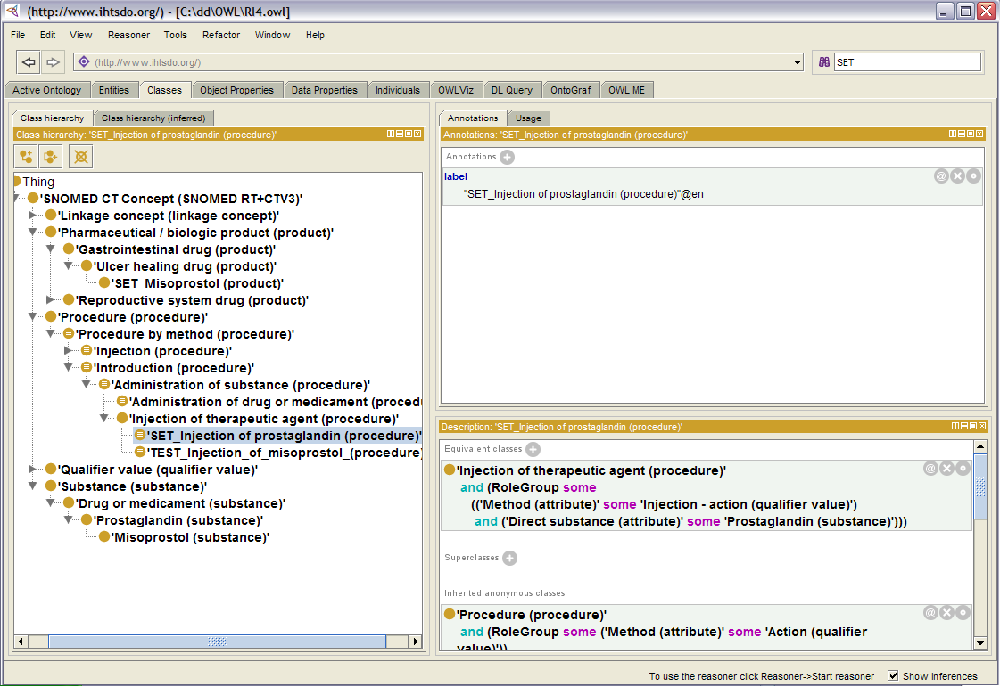 (http://www.ihtsdo.org/) - [C:\dd\OWL\RI4.owl]
File Edit View Reasoner Tools Refactor Window Help
(http://www.ihtsdo.org/)
SET
Active Ontology Entities Classes Object Properties Data Properties Individuals OWLViz DL Query OntoGraf OWL ME
Class hierarchy Class hierarchy (inferred)
Class hierarchy: 'SET_Injection of prostaglandin (procedure)'
Thing
'SNOMED CT Concept (SNOMED RT+CTV3)'
'Linkage concept (linkage concept)'
'Pharmaceutical / biologic product (product)'
'Gastrointestinal drug (product)'
'Ulcer healing drug (product)'
'SET_Misoprostol (product)'
'Reproductive system drug (product)'
'Procedure (procedure)'
'Procedure by method (procedure)'
'Injection (procedure)'
'Introduction (procedure)'
'Administration of substance (procedure)'
'Administration of drug or medicament (proced
'Injection of therapeutic agent (procedure)'
'SET_Injection of prostaglandin (procedure)'
'TEST_Injection_of_misoprostol_(procedure)
'Qualifier value (qualifier value)'
'Substance (substance)'
'Drug or medicament (substance)'
'Prostaglandin (substance)'
'Misoprostol (substance)'
Annotations Usage
Annotations: 'SET_Injection of prostaglandin (procedure)'
Annotations
label
"SET_Injection of prostaglandin (procedure)"@en
Description: 'SET_Injection of prostaglandin (procedure)'
Equivalent classes
'Injection of therapeutic agent (procedure)'
and (RoleGroup some
(('Method (attribute)' some 'Injection - action (qualifier value)')
and ('Direct substance (attribute)' some 'Prostaglandin (substance)')))
Superclasses
Inherited anonymous classes
'Procedure (procedure)'
and (RoleGroup some ('Method (attribute)' some 'Action (qualifier
value)'))
To use the reasoner click Reasoner->Start reasoner Show Inferences